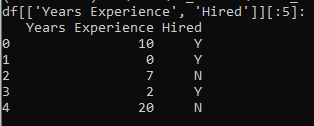 df[['Years Experience', 'Hired']][:5]:
Years Experience Hired
0 10 Y
1 0 Y
2 7 N
3 2 Y
4 20 N